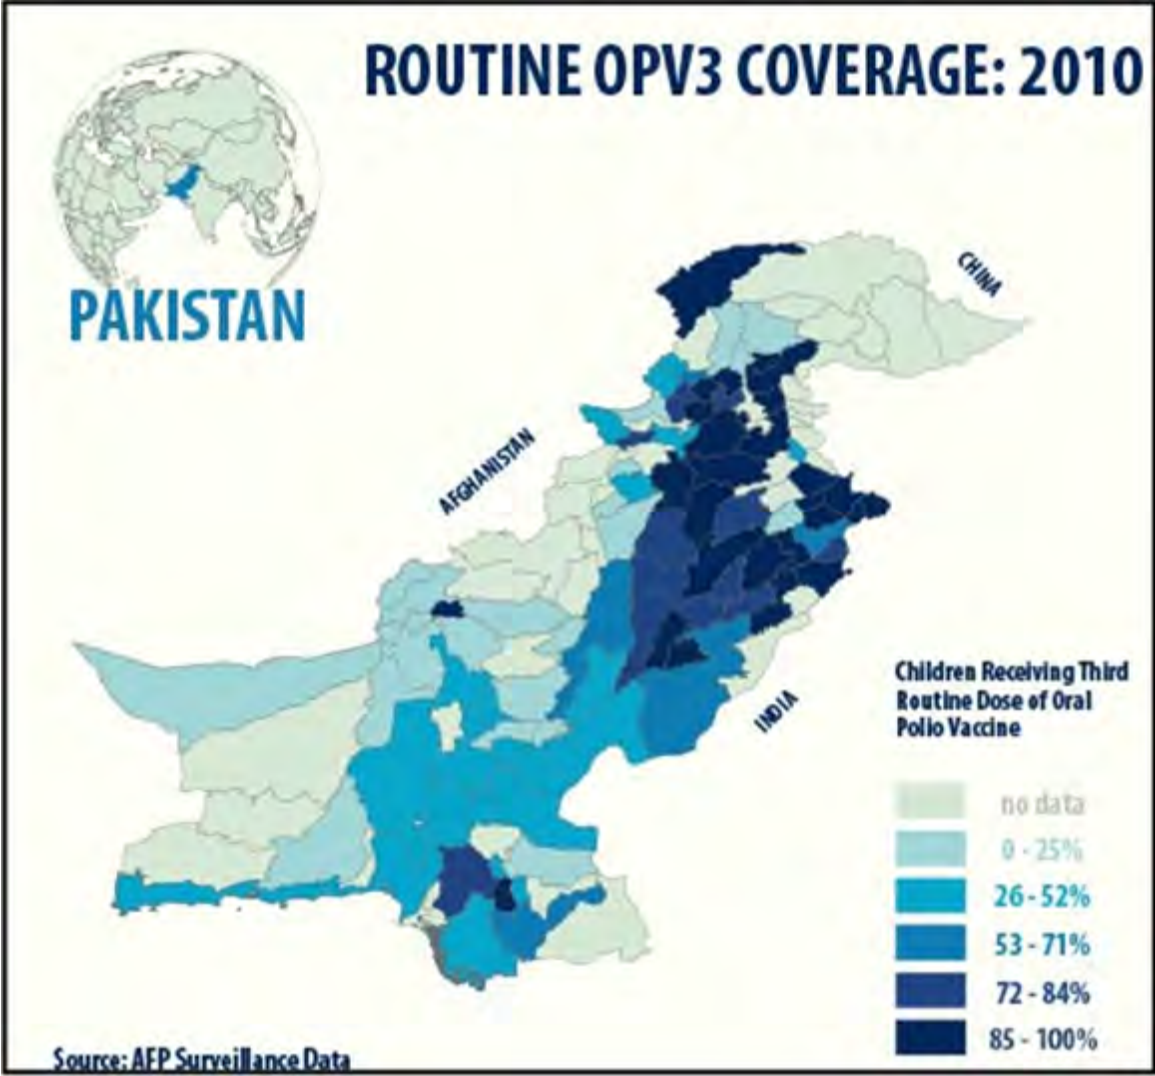 ROUTINE OPV3 COVERAGE: 2010
PAKISTAN
CHINA
AFGHANISTAN
INDIA
Children Receiving Third
Routine Dose of Oral
Polio Vaccine
no data
0 - 25%
26 - 52%
53 - 71%
72 - 84%
85 - 100%
Source: AFP Surveillance Data